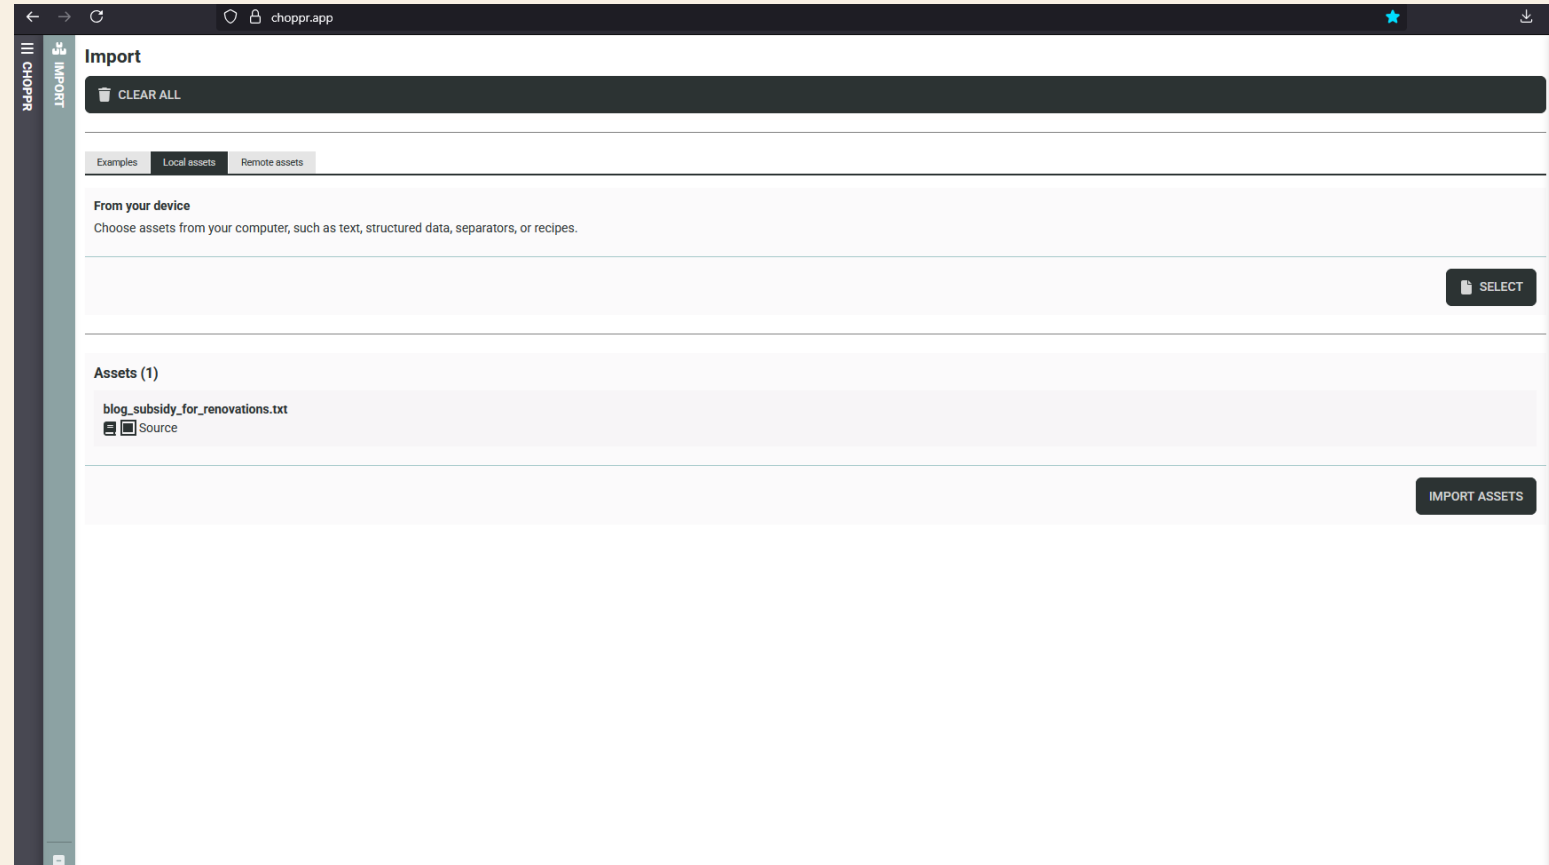 choppr.app
CHOPPR
IMPORT
Import
CLEAR ALL
Examples Local assets Remote assets
From your device
Choose assets from your computer, such as text, structured data, separators, or recipes.
SELECT
Assets (1)
blog_subsidy_for_renovations.txt
Source
IMPORT ASSETS